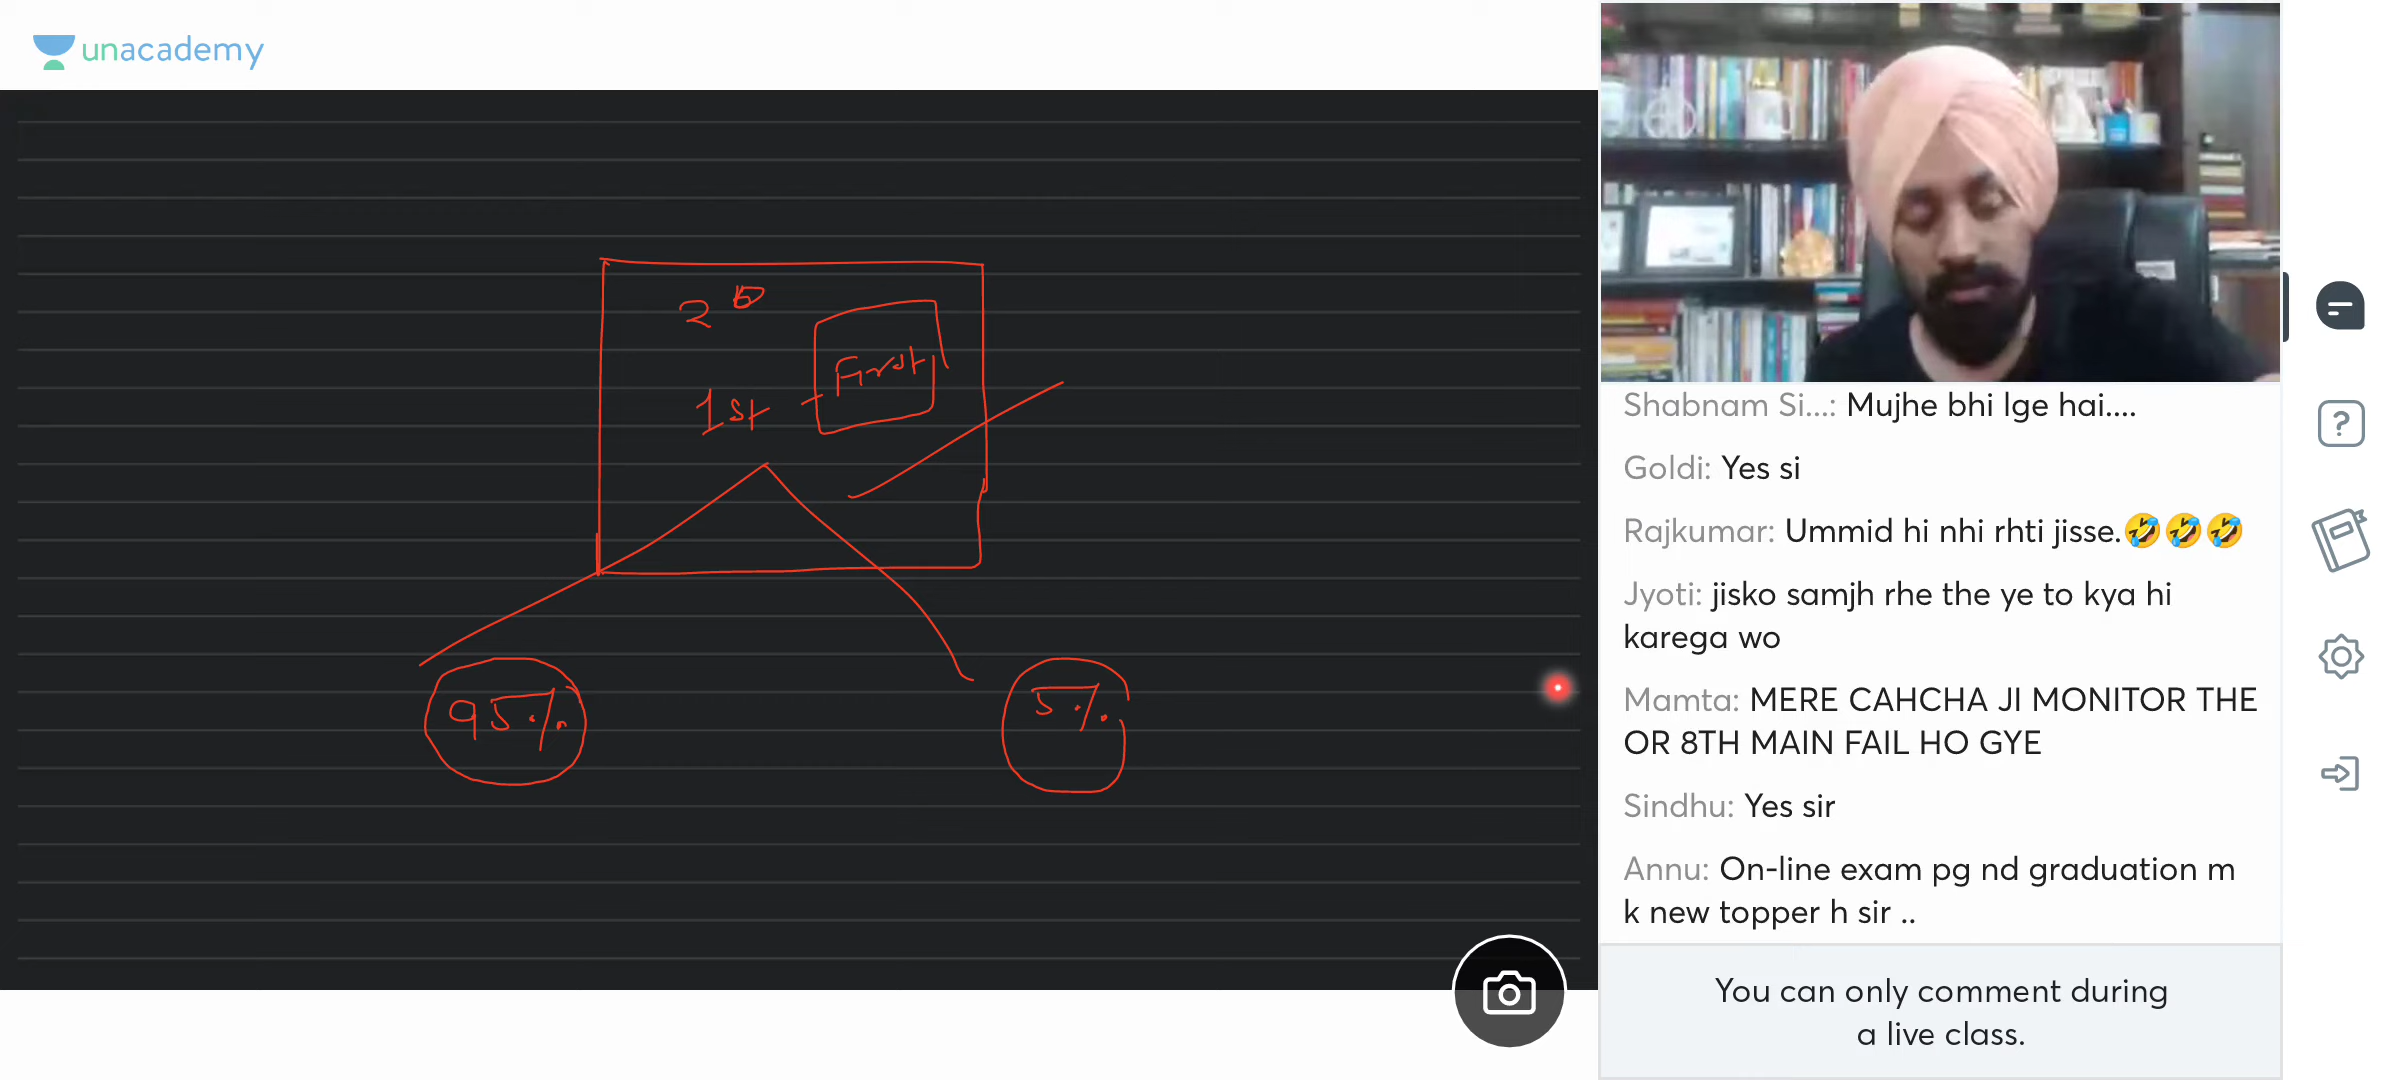 unacademy
2
1st
First
95%
5%
Shabnam Si...: Mujhe bhi lge hai....
Goldi: Yes si
Rajkumar: Ummid hi nhi rhti jisse.🤣🤣🤣
Jyoti: jisko samjh rhe the ye to kya hi
karega wo
Mamta: MERE CAHCHA JI MONITOR THE
OR 8TH MAIN FAIL HO GYE
Sindhu: Yes sir
Annu: On-line exam pg nd graduation m
k new topper h sir ..
You can only comment during
a live class.